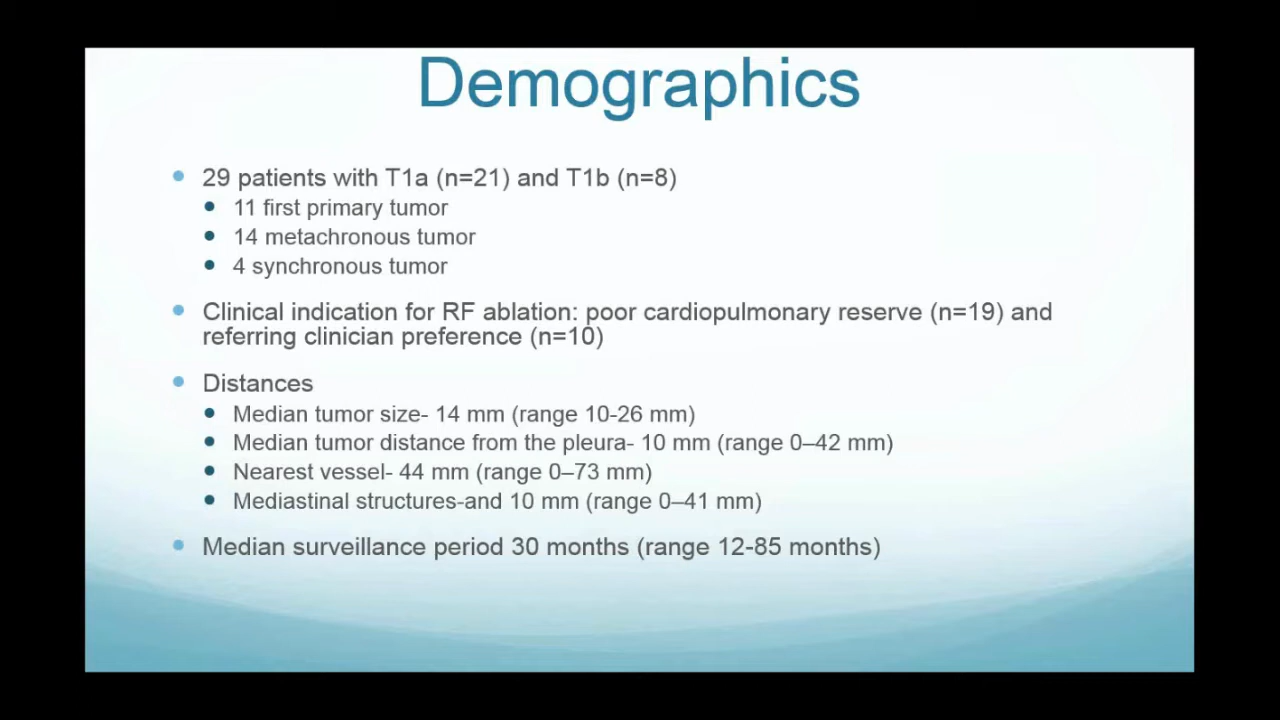 Demographics
29 patients with T1a (n=21) and T1b (n=8)
11 first primary tumor
14 metachronous tumor
4 synchronous tumor
Clinical indication for RF ablation: poor cardiopulmonary reserve (n=19) and
referring clinician preference (n=10)
Distances
Median tumor size- 14 mm (range 10-26 mm)
Median tumor distance from the pleura- 10 mm (range 0–42 mm)
Nearest vessel- 44 mm (range 0–73 mm)
Mediastinal structures-and 10 mm (range 0–41 mm)
Median surveillance period 30 months (range 12-85 months)